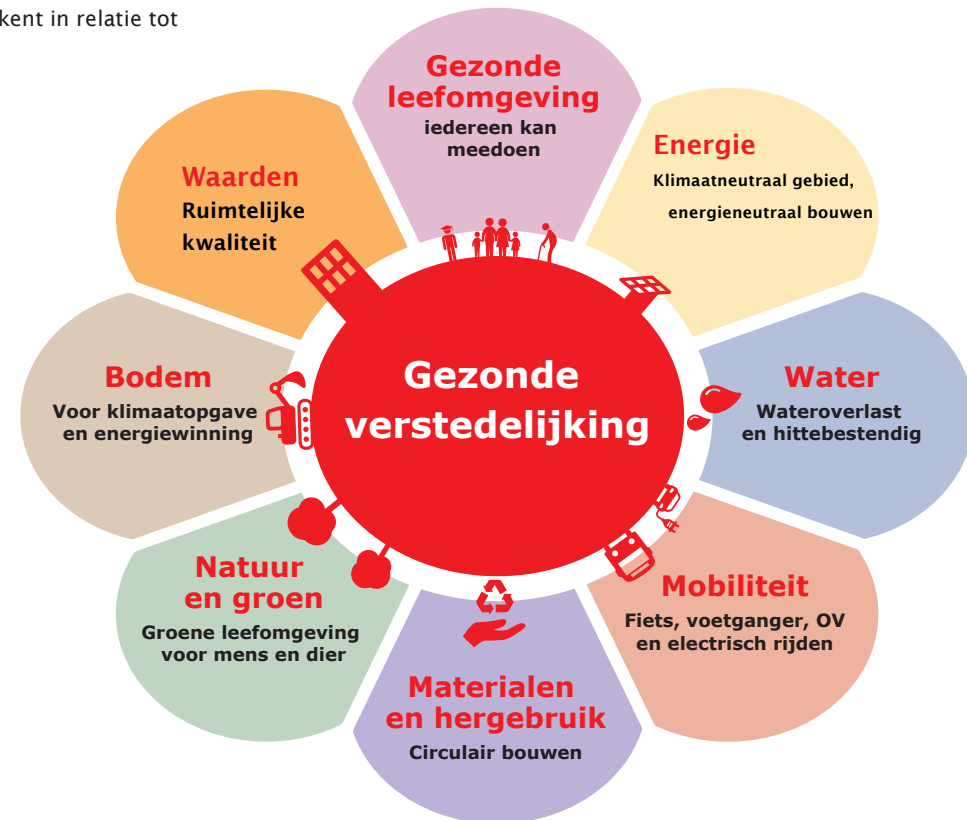 kent in relatie tot
Gezonde
leefomgeving
iedereen kan
meedoen
Energie
Klimaatneutraal gebied,
energieneutraal bouwen
Water
Wateroverlast
en hittebestendig
Mobiliteit
Fiets, voetganger, OV
en electrisch rijden
Materialen
en hergebruik
Circulair bouwen
Natuur
en groen
Groene leefomgeving
voor mens en dier
Bodem
Voor klimaatopgave
en energiewinning
Waarden
Ruimtelijke
kwaliteit
Gezonde
verstedelijking